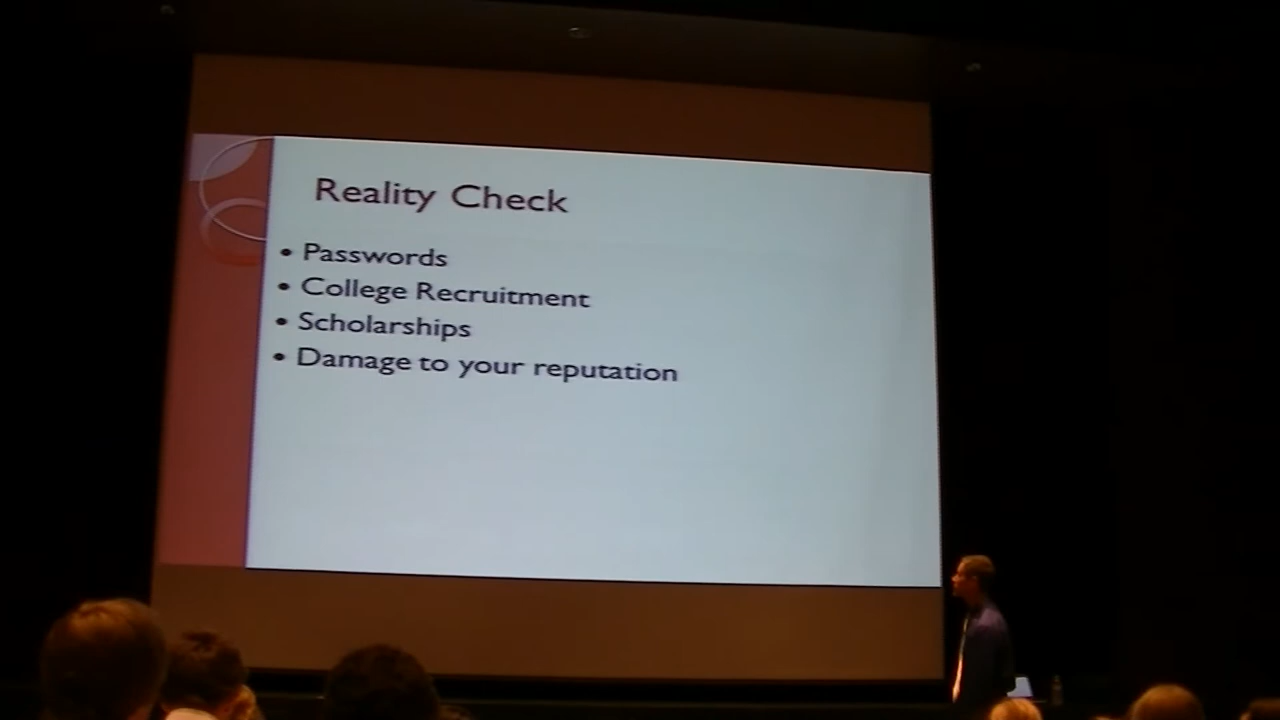 Reality Check
• Passwords
• College Recruitment
• Scholarships
• Damage to your reputation